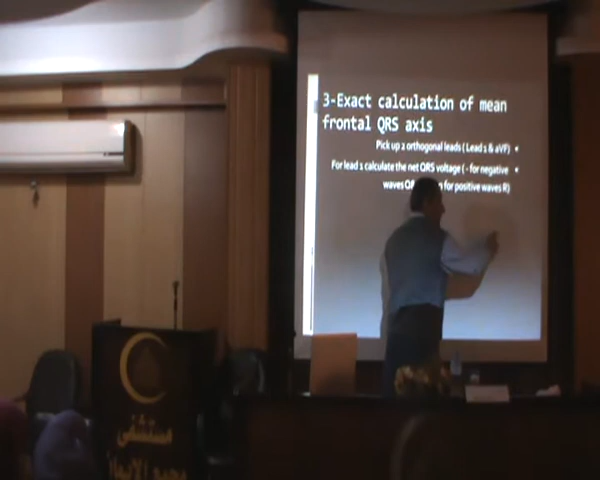 3-Exact calculation of mean
frontal QRS axis
Pick up 2 orthogonal leads ( Lead 1 & aVF) •
For lead 1 calculate the net QRS voltage ( - for negative •
waves for positive waves R)
مستشفى